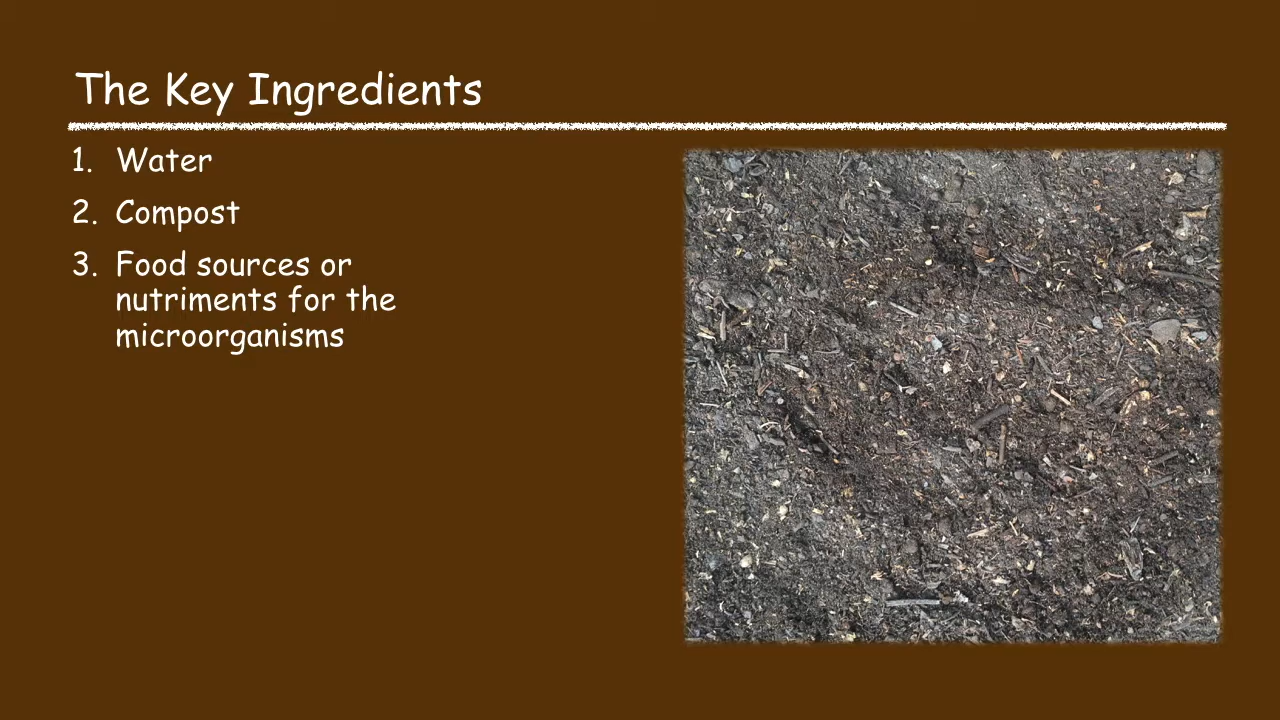 The Key Ingredients
1. Water
2. Compost
3. Food sources or
nutriments for the
microorganisms